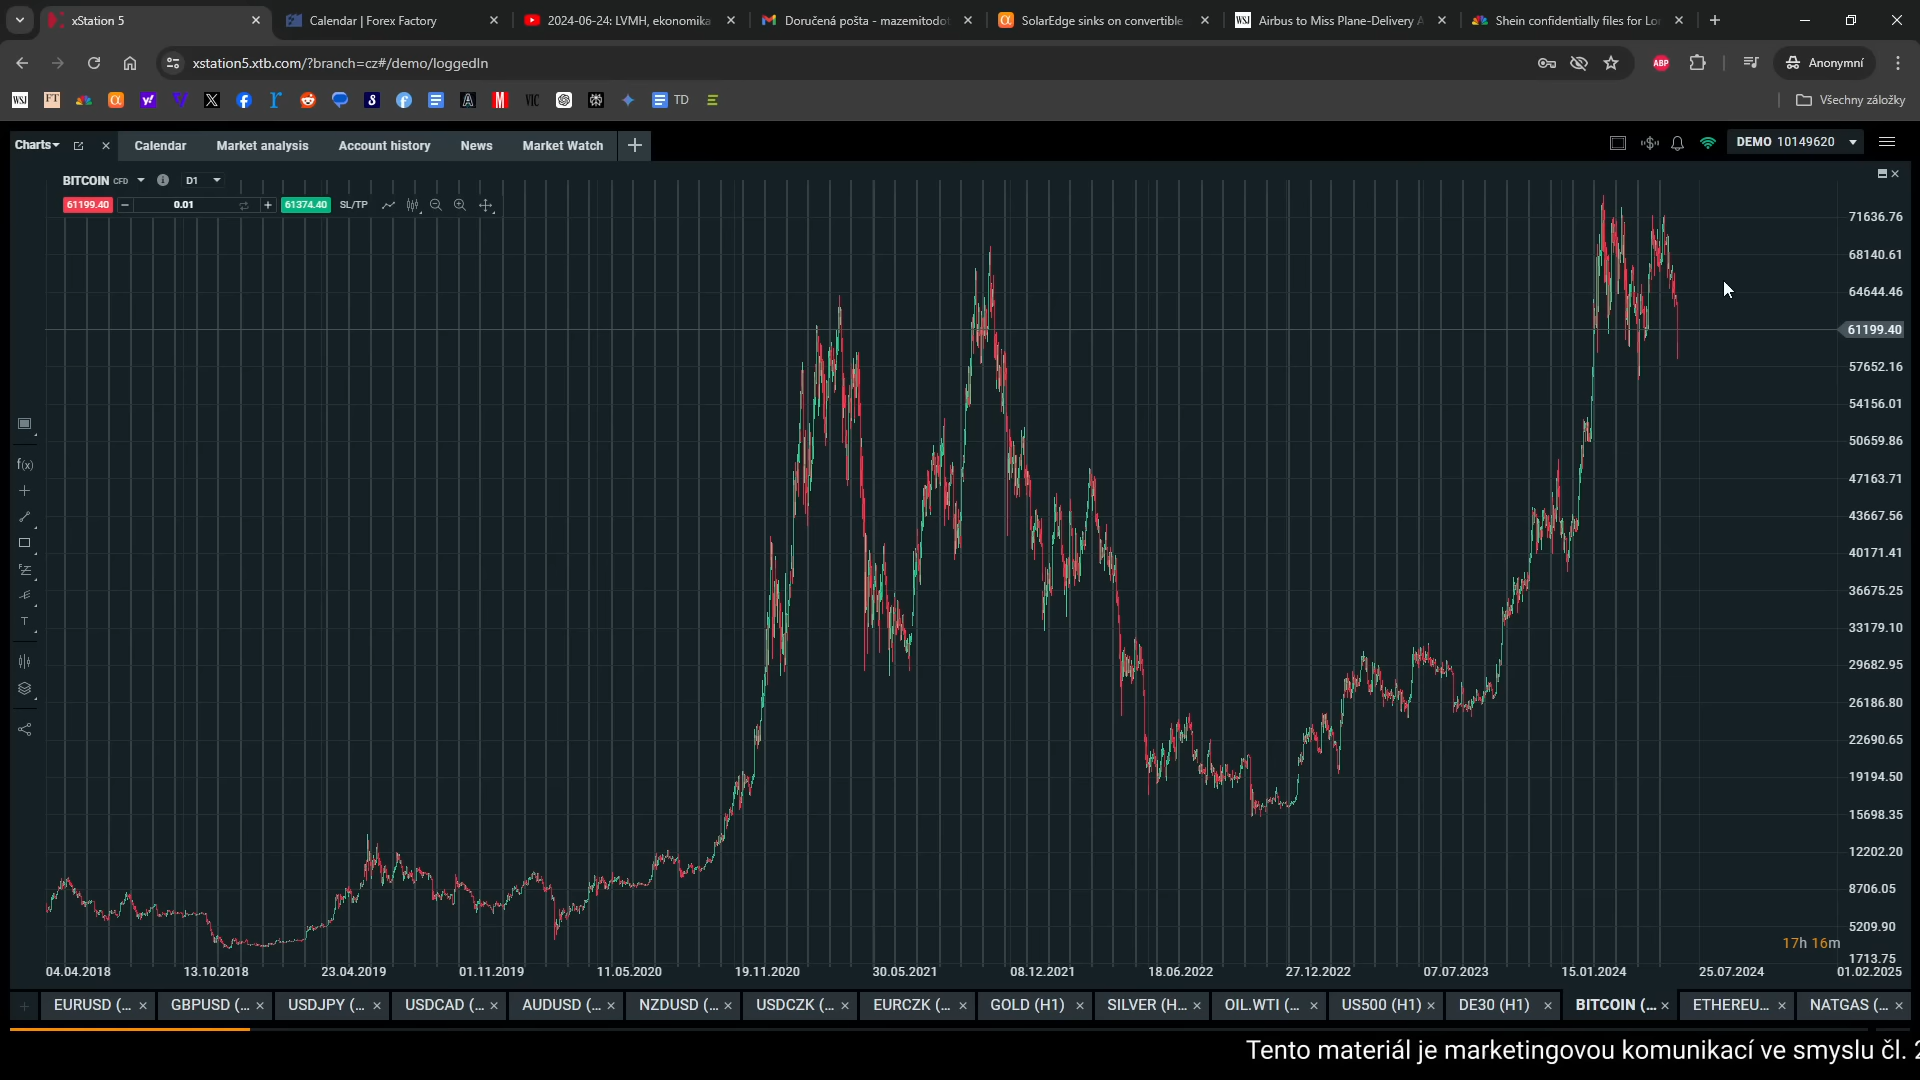 xStation 5
Calendar | Forex Factory
2024-06-24: LVMH, ekonomika
Doručená pošta - mazemitodo
SolarEdge sinks on convertible
Airbus to Miss Plane-Delivery
Shein confidentially files for Lo
xstation5.xtb.com/?branch=cz#/demo/loggedIn
ABP
Anonymní
WSJ
FT
VIC
TD
Všechny záložky
Charts
Calendar
Market analysis
Account history
News
Market Watch
DEMO 10149620
BITCOIN CFD
D1
61199.40
0.01
61374.40
SL/TP
71636.76
68140.61
64644.46
61199.40
57652.16
54156.01
50659.86
47163.71
43667.56
40171.41
36675.25
33179.10
29682.95
26186.80
22690.65
19194.50
15698.35
12202.20
8706.05
5209.90
1713.75
f(x)
T
17h 16m
04.04.2018
13.10.2018
23.04.2019
01.11.2019
11.05.2020
19.11.2020
30.05.2021
08.12.2021
18.06.2022
27.12.2022
07.07.2023
15.01.2024
25.07.2024
01.02.2025
EURUSD (...
GBPUSD (...
USDJPY (...
USDCAD (...
AUDUSD (...
NZDUSD (...
USDCZK (...
EURCZK (...
GOLD (H1)
SILVER (H...
OIL.WTI (...
US500 (H1)
DE30 (H1)
BITCOIN (...
ETHEREU...
NATGAS (...
Tento materiál je marketingovou komunikací ve smyslu čl.